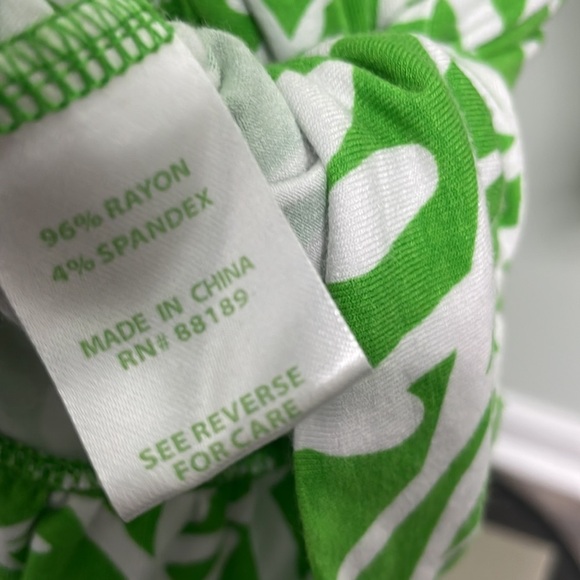 96% RAYON
4% SPANDEX
MADE IN CHINA
RN# 88189
SEE REVERSE
FOR CARE